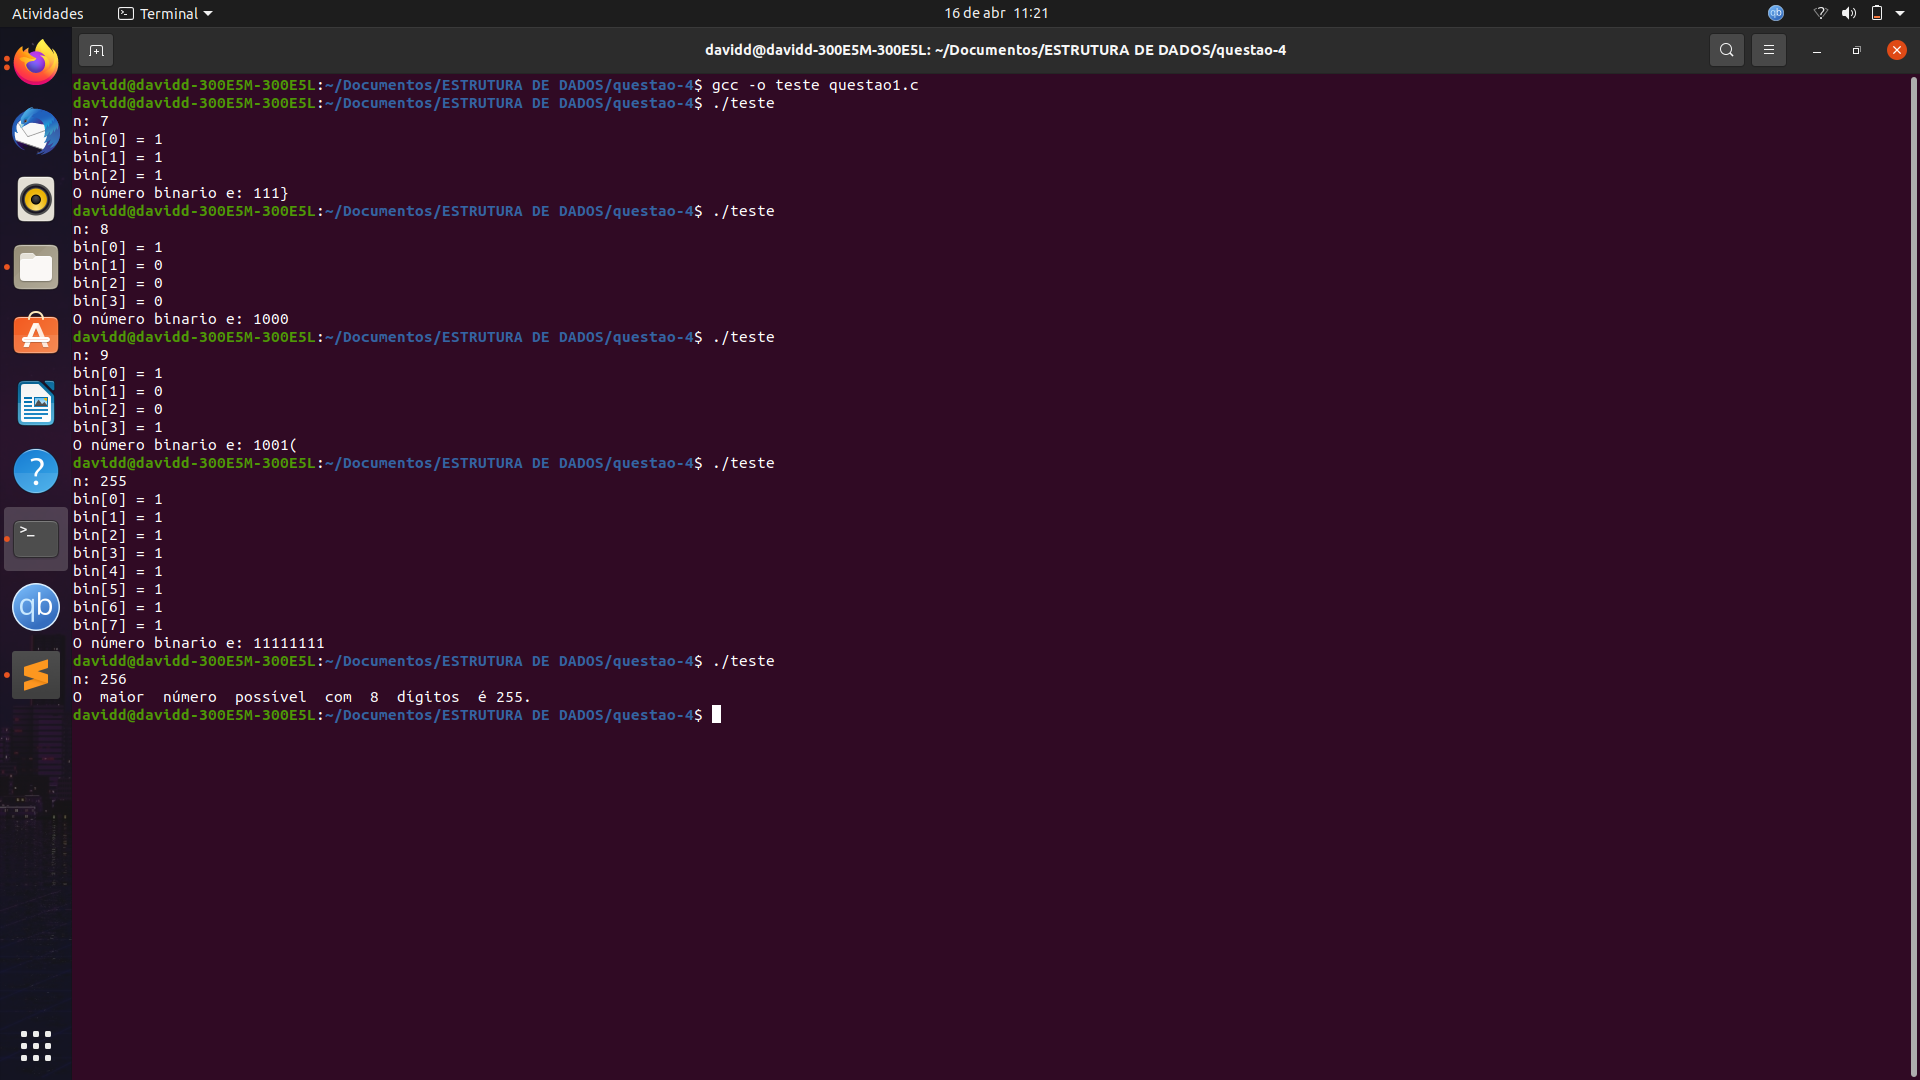 Atividades
Terminal
16 de abr 11:21
qb
davidd@davidd-300E5M-300E5L: ~/Documentos/ESTRUTURA DE DADOS/questao-4
davidd@davidd-300E5M-300E5L:~/Documentos/ESTRUTURA DE DADOS/questao-4$ gcc -o teste questao1.c
davidd@davidd-300E5M-300E5L:~/Documentos/ESTRUTURA DE DADOS/questao-4$ ./teste
n: 7
bin[0] = 1
bin[1] = 1
bin[2] = 1
O número binario e: 111}
davidd@davidd-300E5M-300E5L:~/Documentos/ESTRUTURA DE DADOS/questao-4$ ./teste
n: 8
bin[0] = 1
bin[1] = 0
bin[2] = 0
bin[3] = 0
O número binario e: 1000
davidd@davidd-300E5M-300E5L:~/Documentos/ESTRUTURA DE DADOS/questao-4$ ./teste
n: 9
bin[0] = 1
bin[1] = 0
bin[2] = 0
bin[3] = 1
O número binario e: 1001(
davidd@davidd-300E5M-300E5L:~/Documentos/ESTRUTURA DE DADOS/questao-4$ ./teste
n: 255
bin[0] = 1
bin[1] = 1
bin[2] = 1
bin[3] = 1
bin[4] = 1
bin[5] = 1
bin[6] = 1
bin[7] = 1
O número binario e: 11111111
davidd@davidd-300E5M-300E5L:~/Documentos/ESTRUTURA DE DADOS/questao-4$ ./teste
n: 256
O  maior  número  possível  com  8  dígitos  é 255.
davidd@davidd-300E5M-300E5L:~/Documentos/ESTRUTURA DE DADOS/questao-4$
>_
qb